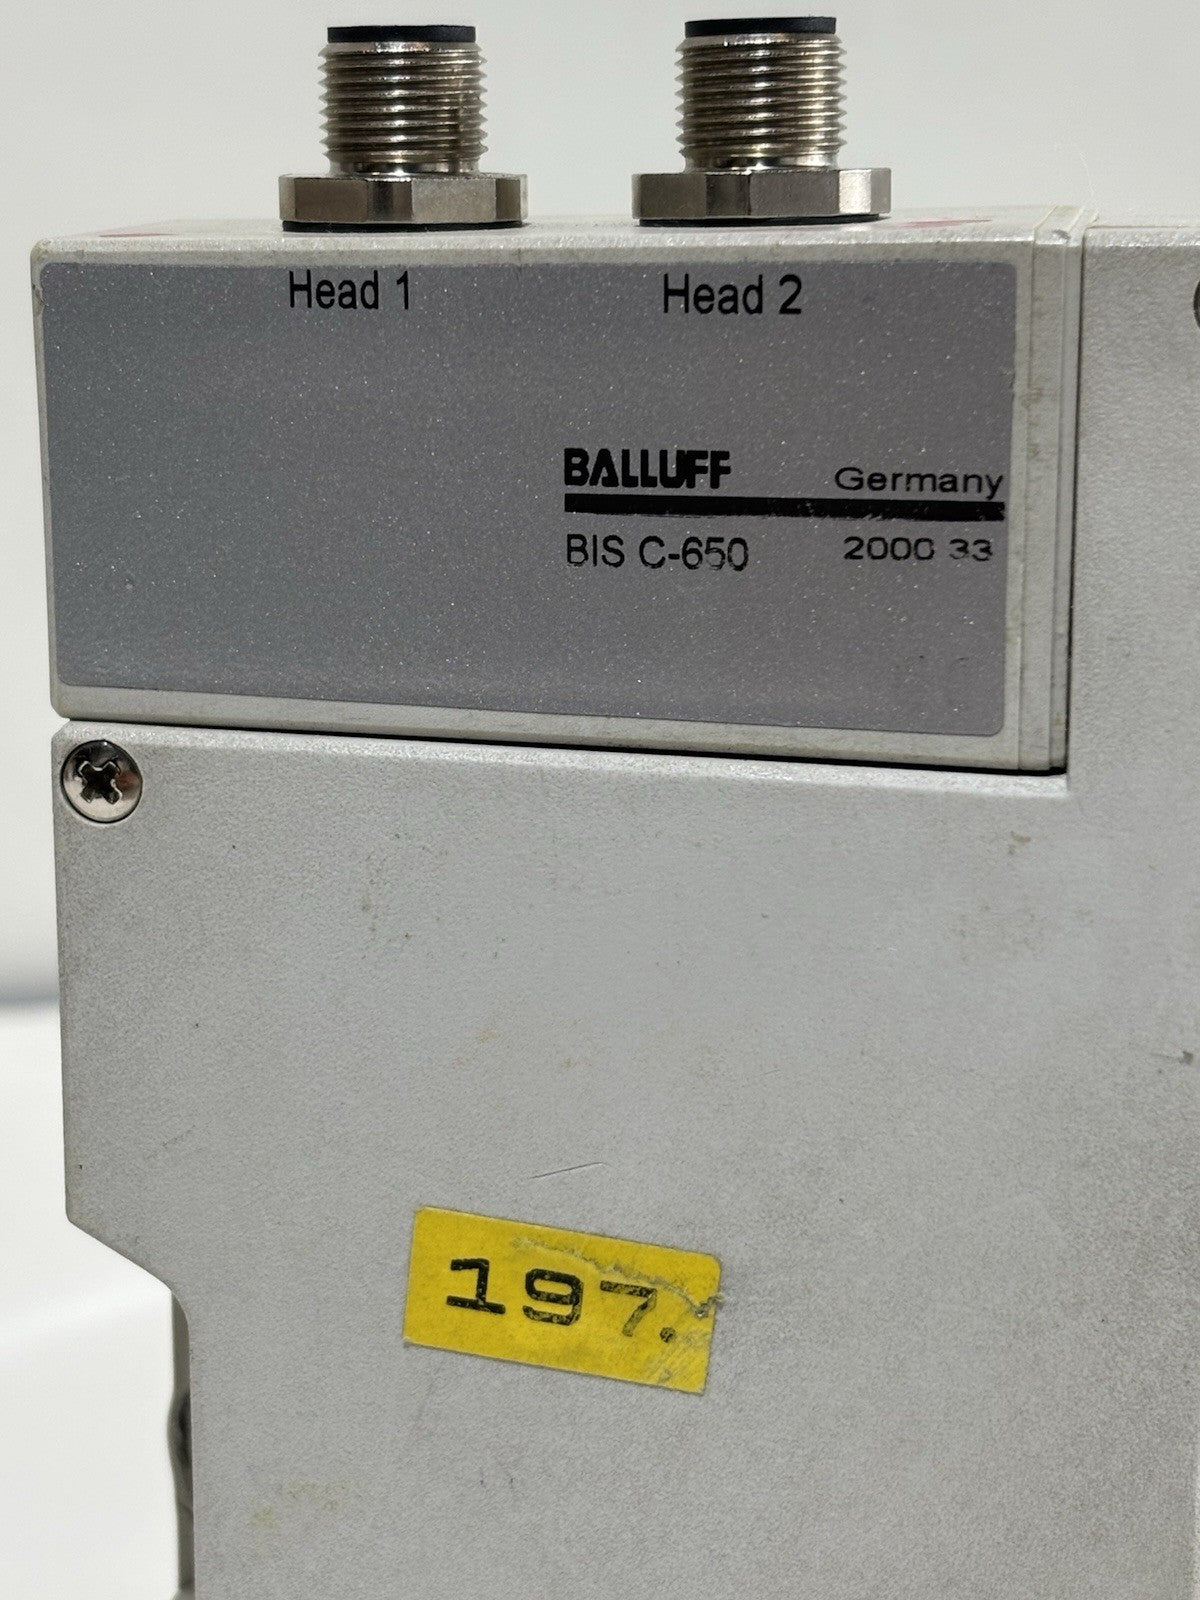 Head 1 Head 2
BALLUFF Germany
BIS C-650 2000 33
197.